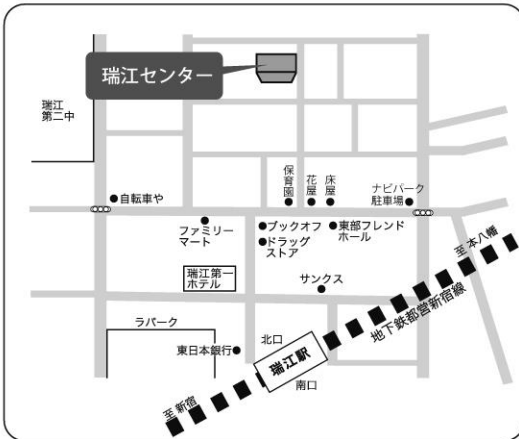 瑞江センター
瑞江
第二中
自転車や
保育園
花屋
床屋
ナビパーク
駐車場
ファミリー
マート
ブックオフ
ドラッグ
ストア
東部フレンド
ホール
瑞江第一
ホテル
サンクス
至 本八幡
地下鉄都営新宿線
ラパーク
北口
東日本銀行
瑞江駅
南口
至 新宿